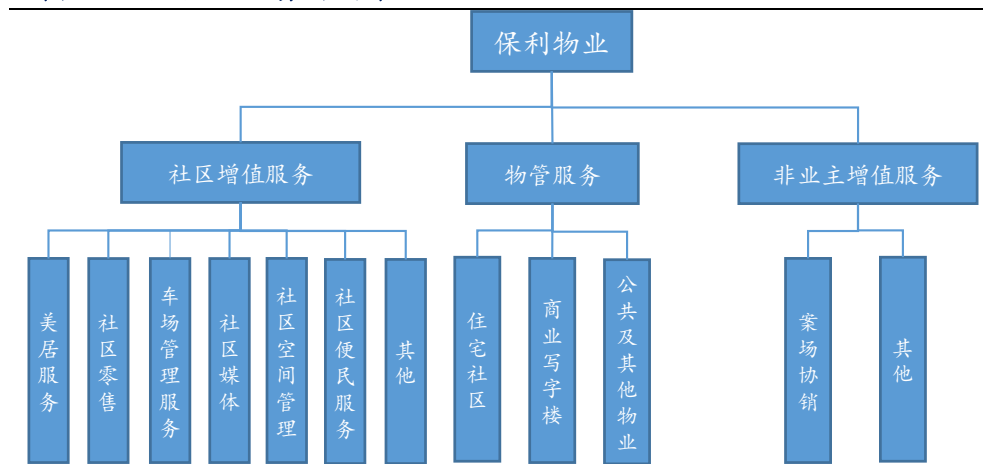 保利物业
社区增值服务
物管服务
非业主增值服务
美居服务
社区零售
车场管理服务
社区媒体
社区空间管理
社区便民服务
其他
住宅社区
商业写字楼
公共及其他物业
案场协销
其他